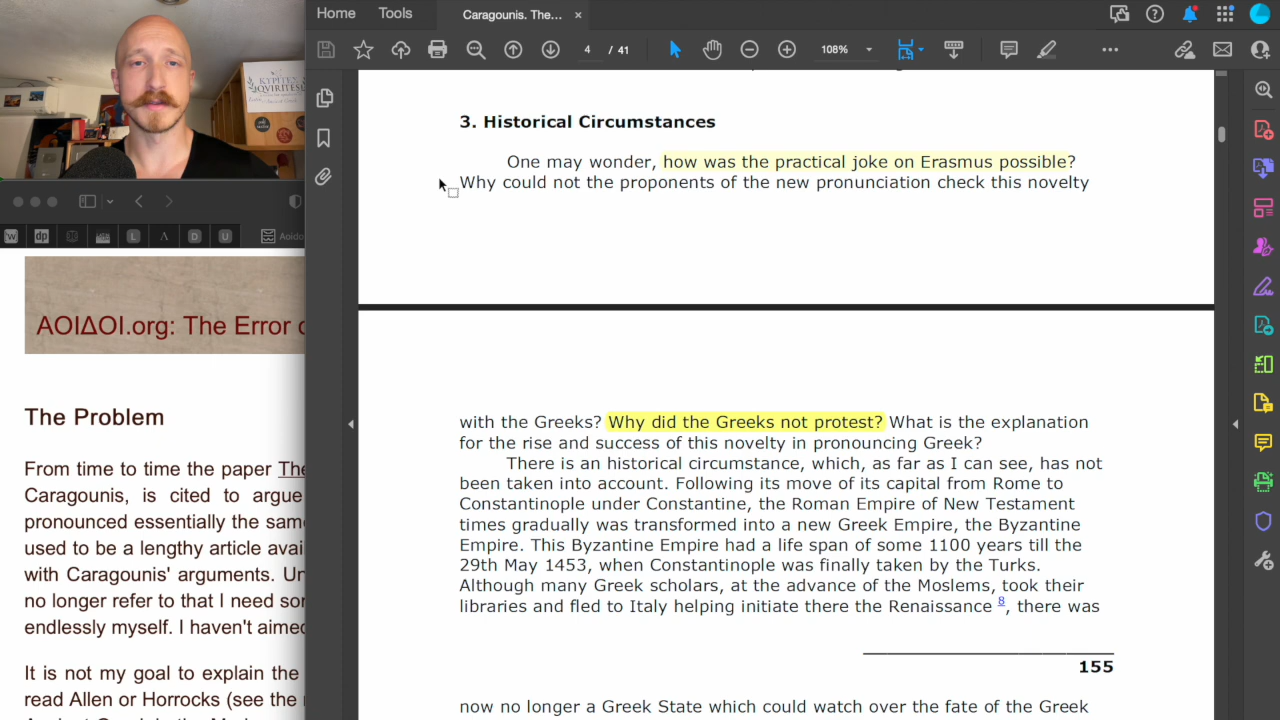 Home Tools Caragounis. The... ×
4 / 41 108%
3. Historical Circumstances
One may wonder, how was the practical joke on Erasmus possible?
Why could not the proponents of the new pronunciation check this novelty
with the Greeks? Why did the Greeks not protest? What is the explanation
for the rise and success of this novelty in pronouncing Greek?
There is an historical circumstance, which, as far as I can see, has not
been taken into account. Following its move of its capital from Rome to
Constantinople under Constantine, the Roman Empire of New Testament
times gradually was transformed into a new Greek Empire, the Byzantine
Empire. This Byzantine Empire had a life span of some 1100 years till the
29th May 1453, when Constantinople was finally taken by the Turks.
Although many Greek scholars, at the advance of the Moslems, took their
libraries and fled to Italy helping initiate there the Renaissance 8, there was
155
now no longer a Greek State which could watch over the fate of the Greek
W dp L Λ D U Aoido
ΑΟΙΔΟΙ.org: The Error o
The Problem
From time to time the paper The
Caragounis, is cited to argue
pronounced essentially the sam
used to be a lengthy article avai
with Caragounis' arguments. Un
no longer refer to that I need son
endlessly myself. I haven't aimed
It is not my goal to explain the
read Allen or Horrocks (see the